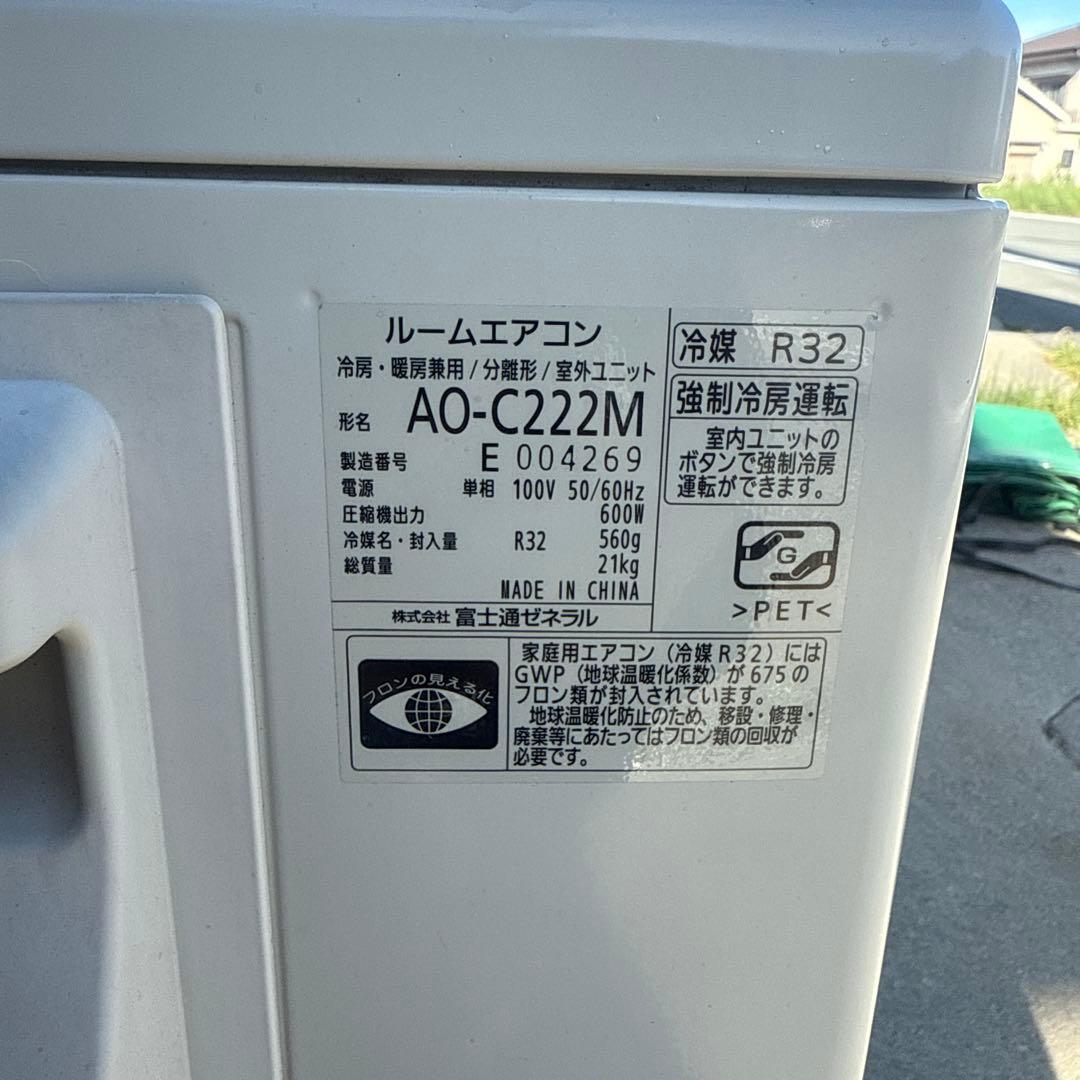 ルームエアコン
冷房・暖房兼用/分離形/室外ユニット
形名 AO-C222M
製造番号 E 004269
電源 単相 100V 50/60Hz
圧縮機出力 600W
冷媒名・封入量 R32 560g
総質量 21kg
MADE IN CHINA
株式会社 富士通ゼネラル
冷媒 R32
強制冷房運転
室内ユニットの
ボタンで強制冷房
運転ができます。
G
>PET<
フロンの見える化
家庭用エアコン（冷媒R32）には
GWP（地球温暖化係数）が675の
フロン類が封入されています。
地球温暖化防止のため、移設・修理・
廃棄等にあたってはフロン類の回収が
必要です。